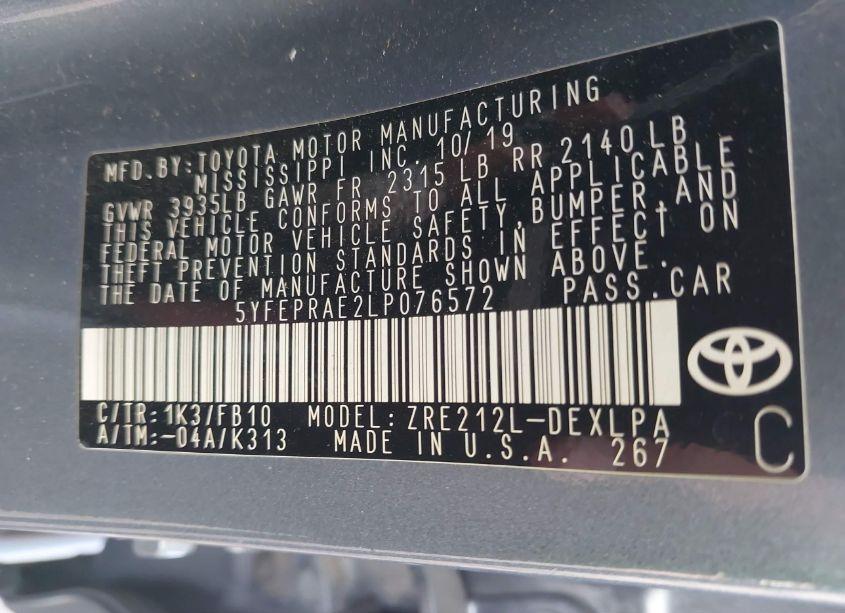 MFD. BY: TOYOTA MOTOR MANUFACTURING
MISSISSIPPI INC. 10/19
GVWR 3935LB GAWR FR 2315 LB RR 2140 LB
THIS VEHICLE CONFORMS TO ALL APPLICABLE
FEDERAL MOTOR VEHICLE SAFETY, BUMPER, AND
THEFT PREVENTION STANDARDS IN EFFECT ON
THE DATE OF MANUFACTURE SHOWN ABOVE.
5YFEPRAE2LP076572 PASS. CAR
C/TR: 1K3/FB10 MODEL: ZRE212L-DEXLPA
A/TM: -04A/K313 MADE IN U.S.A. 267
C